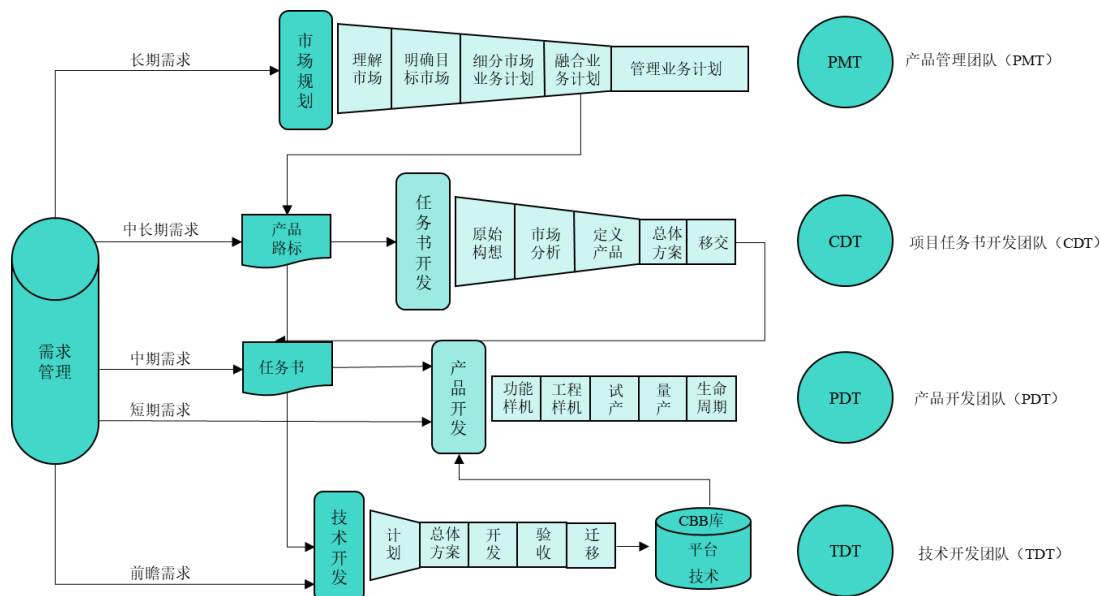 长期需求
市
场
规
划
理解
市场
明确目
标市场
细分市场
业务计划
融合业
务计划
管理业务计划
PMT
产品管理团队（PMT）
中长期需求
产品
路标
任
务
书
开
发
原始
构想
市场
分析
定义
产品
总体
方案
移交
CDT
项目任务书开发团队（CDT）
需求
管理
中期需求
任务书
短期需求
产
品
开
发
功能
样机
工程
样机
试
产
量
产
生命
周期
PDT
产品开发团队（PDT）
前瞻需求
技
术
开
发
计
划
总体
方案
开
发
验
收
迁
移
CBB库
平台
技术
TDT
技术开发团队（TDT）